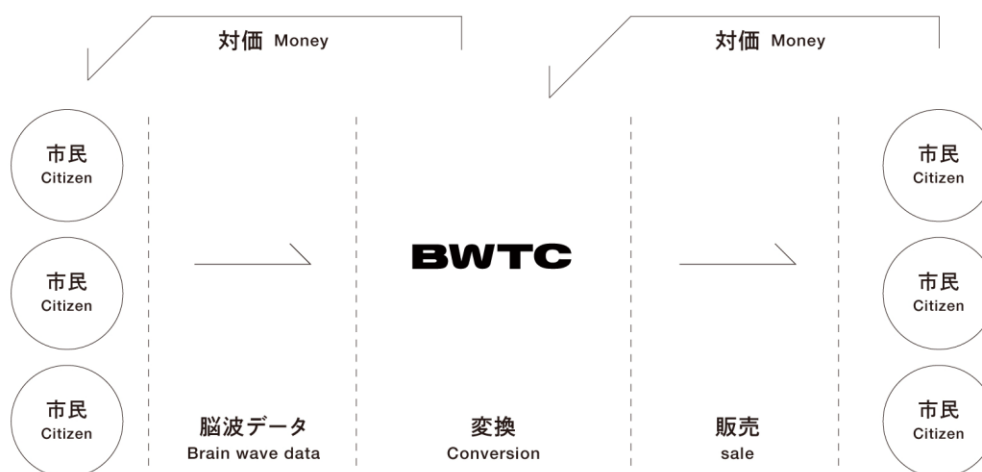 対価 Money
対価 Money
市民
Citizen
市民
Citizen
市民
Citizen
脳波データ
Brain wave data
BWTC
変換
Conversion
販売
sale
市民
Citizen
市民
Citizen
市民
Citizen